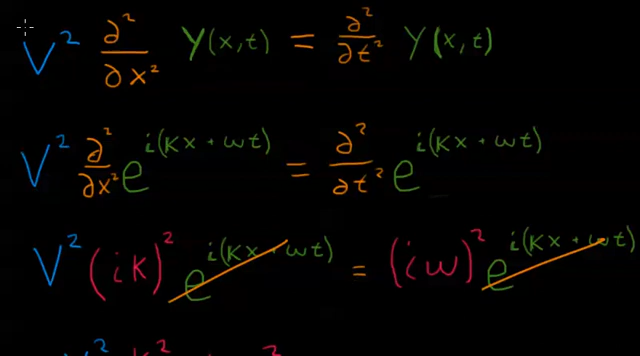 V² ∂²/∂x² Y(x,t) = ∂²/∂t² Y(x,t)
V² ∂²/∂x² e^i(Kx + ωt) = ∂²/∂t² e^i(Kx + ωt)
V² (iK)² e^i(Kx + ωt) = (iω)² e^i(Kx + ωt)